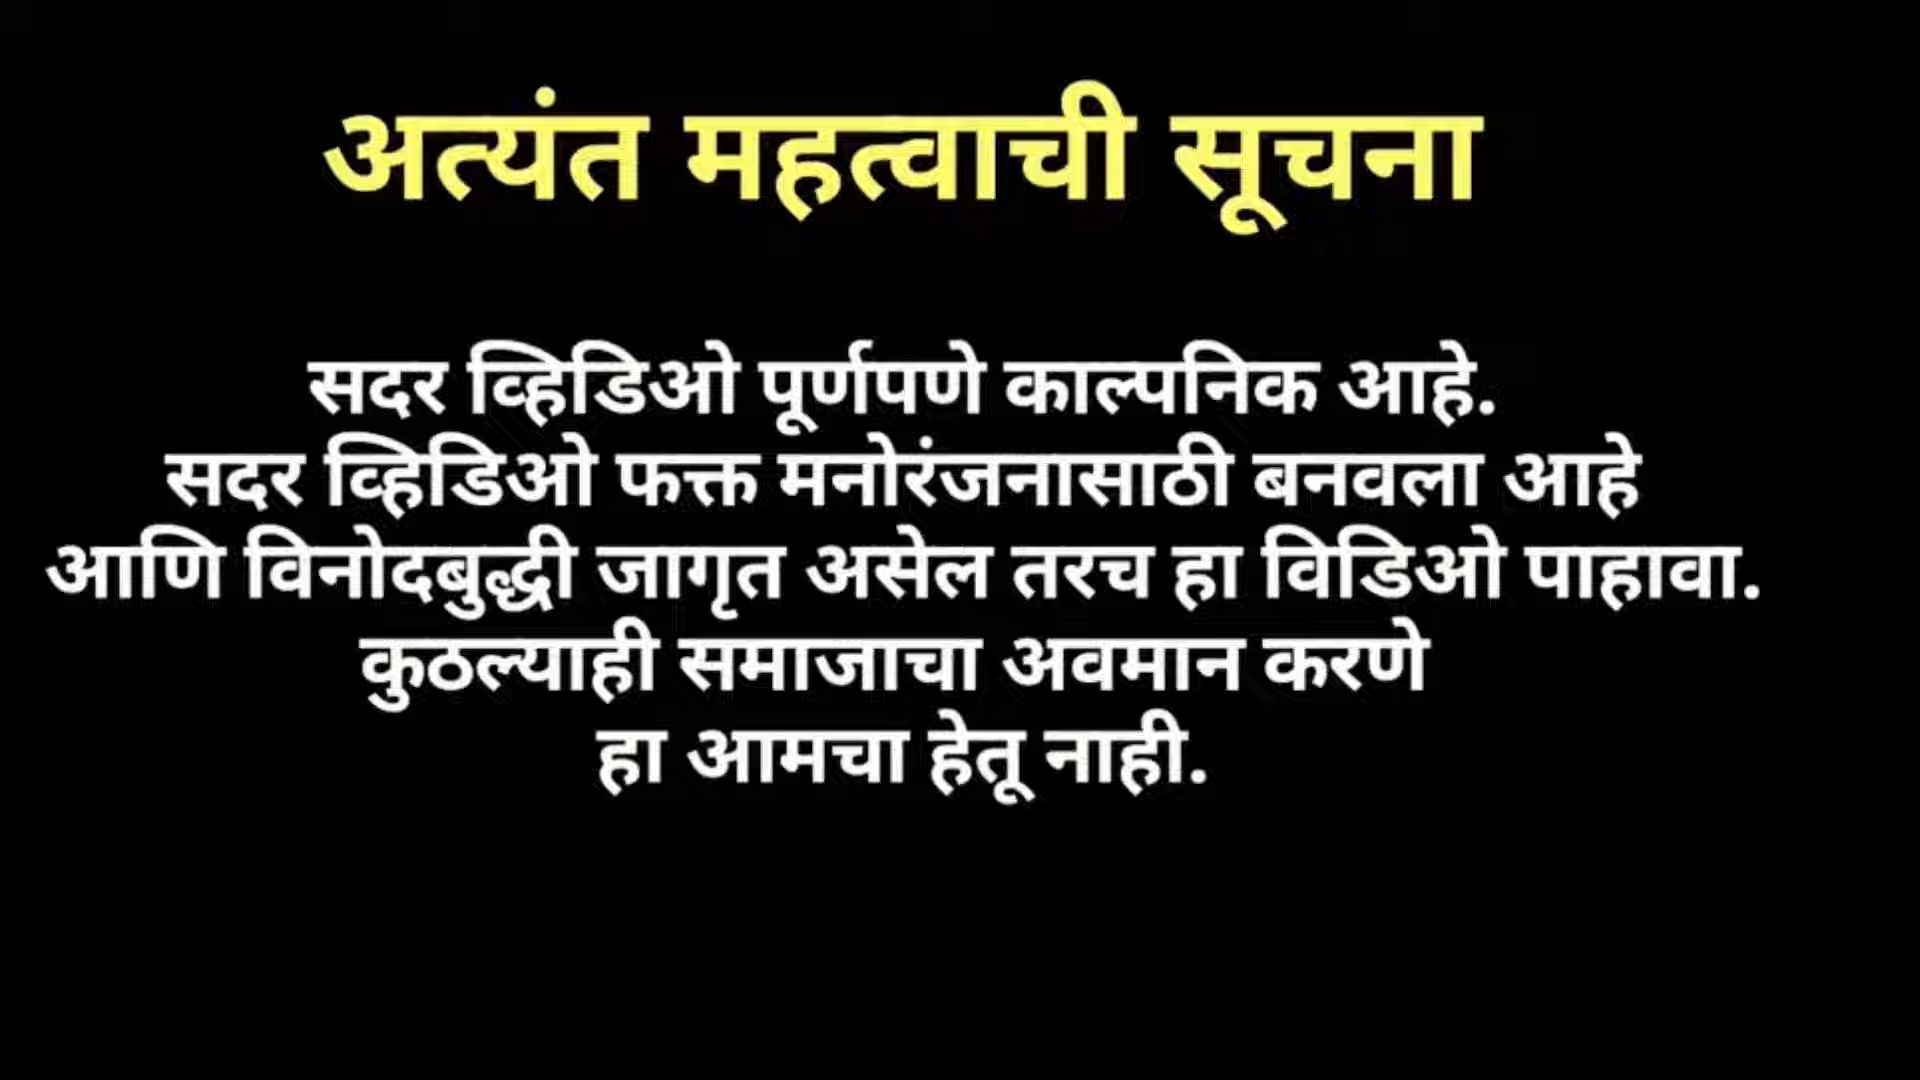 अत्यंत महत्वाची सूचना
सदर व्हिडिओ पूर्णपणे काल्पनिक आहे.
सदर व्हिडिओ फक्त मनोरंजनासाठी बनवला आहे
आणि विनोदबुद्धी जागृत असेल तरच हा विडिओ पाहावा.
कुठल्याही समाजाचा अवमान करणे
हा आमचा हेतू नाही.